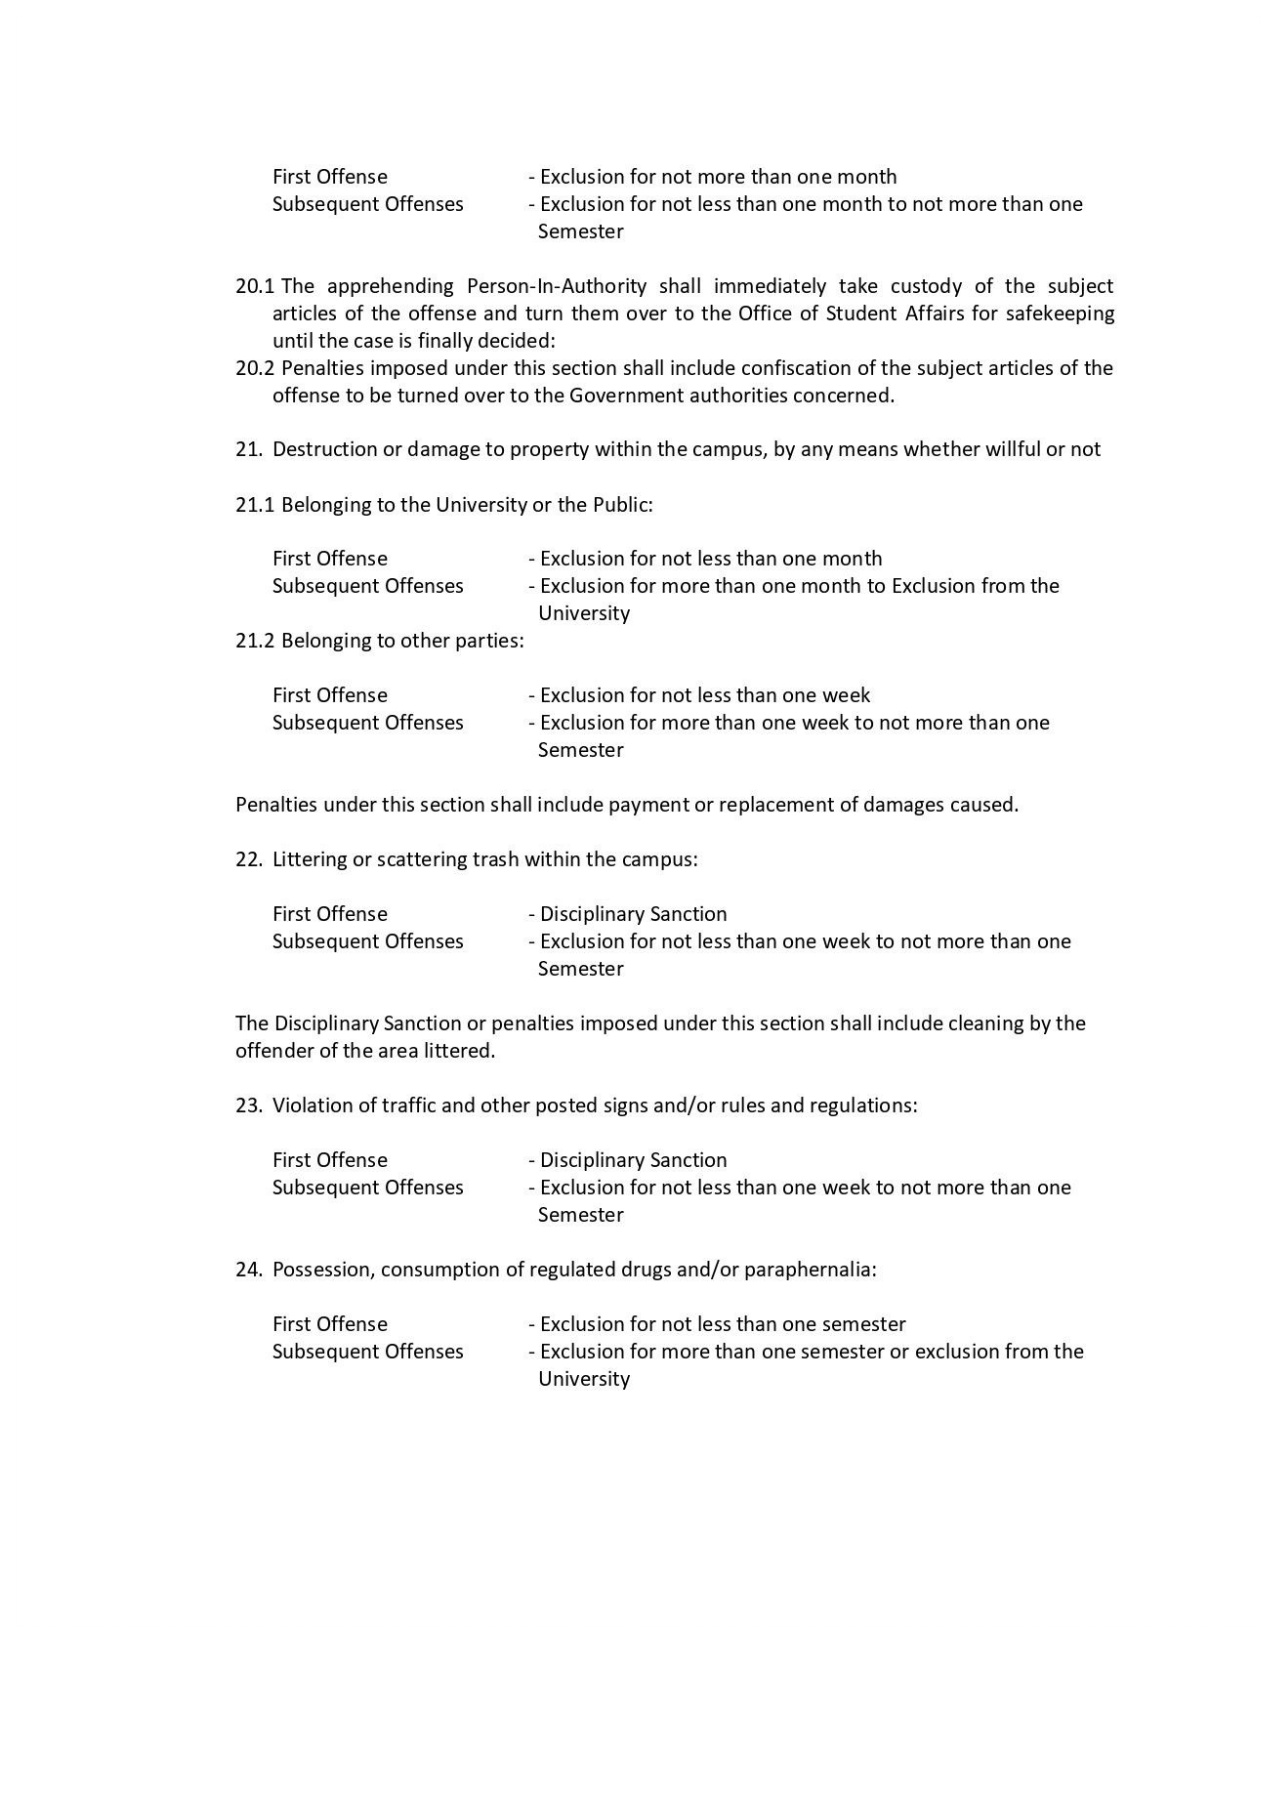 First Offense - Exclusion for not more than one month
Subsequent Offenses - Exclusion for not less than one month to not more than one
Semester
20.1 The apprehending Person-In-Authority shall immediately take custody of the subject
articles of the offense and turn them over to the Office of Student Affairs for safekeeping
until the case is finally decided:
20.2 Penalties imposed under this section shall include confiscation of the subject articles of the
offense to be turned over to the Government authorities concerned.
21. Destruction or damage to property within the campus, by any means whether willful or not
21.1 Belonging to the University or the Public:
First Offense - Exclusion for not less than one month
Subsequent Offenses - Exclusion for more than one month to Exclusion from the
University
21.2 Belonging to other parties:
First Offense - Exclusion for not less than one week
Subsequent Offenses - Exclusion for more than one week to not more than one
Semester
Penalties under this section shall include payment or replacement of damages caused.
22. Littering or scattering trash within the campus:
First Offense - Disciplinary Sanction
Subsequent Offenses - Exclusion for not less than one week to not more than one
Semester
The Disciplinary Sanction or penalties imposed under this section shall include cleaning by the
offender of the area littered.
23. Violation of traffic and other posted signs and/or rules and regulations:
First Offense - Disciplinary Sanction
Subsequent Offenses - Exclusion for not less than one week to not more than one
Semester
24. Possession, consumption of regulated drugs and/or paraphernalia:
First Offense - Exclusion for not less than one semester
Subsequent Offenses - Exclusion for more than one semester or exclusion from the
University